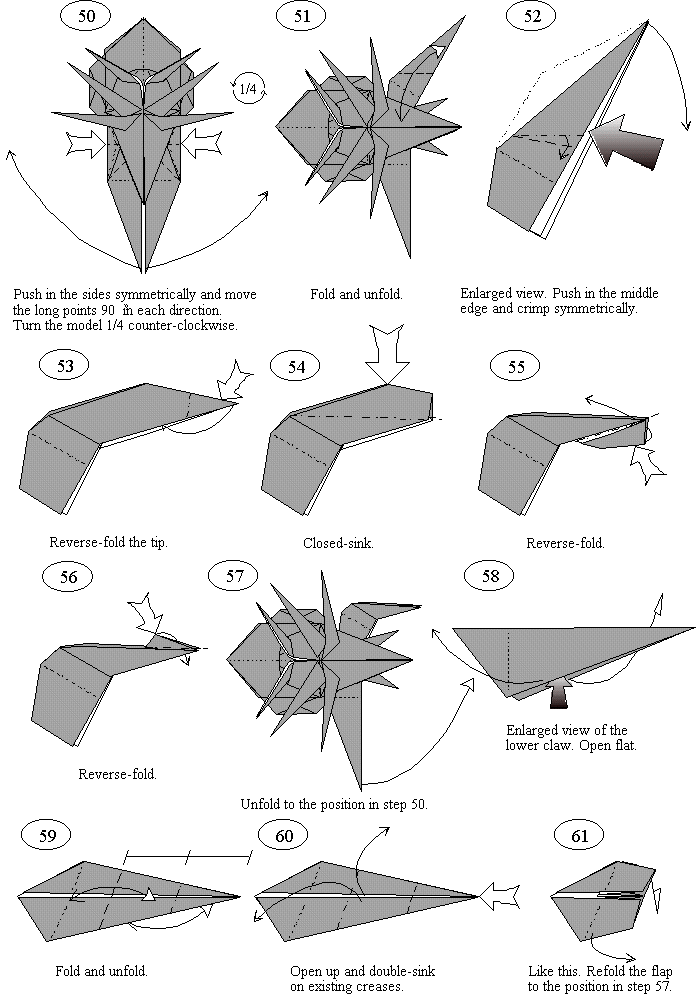 50
51
52
1/4
Push in the sides symmetrically and move
the long points 90 in each direction.
Turn the model 1/4 counter-clockwise.
Fold and unfold.
Enlarged view. Push in the middle
edge and crimp symmetrically.
53
54
55
Reverse-fold the tip.
Closed-sink.
Reverse-fold.
56
57
58
Reverse-fold.
Enlarged view of the
lower claw. Open flat.
Unfold to the position in step 50.
59
60
61
Fold and unfold.
Open up and double-sink
on existing creases.
Like this. Refold the flap
to the position in step 57.